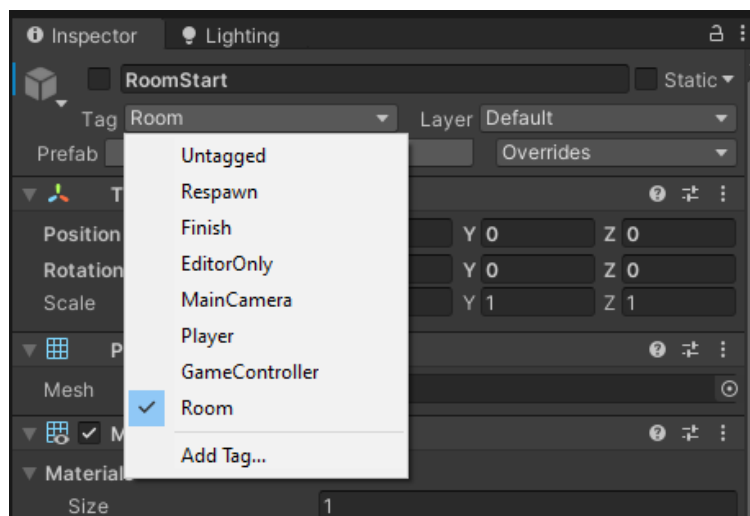 Inspector Lighting
RoomStart Static
Tag Room Layer Default
Prefab Overrides
Untagged
Respawn
Finish
EditorOnly
MainCamera
Player
GameController
Room
Add Tag...
T
Position Y 0 Z 0
Rotation Y 0 Z 0
Scale Y 1 Z 1
P
Mesh
M
Materials
Size 1